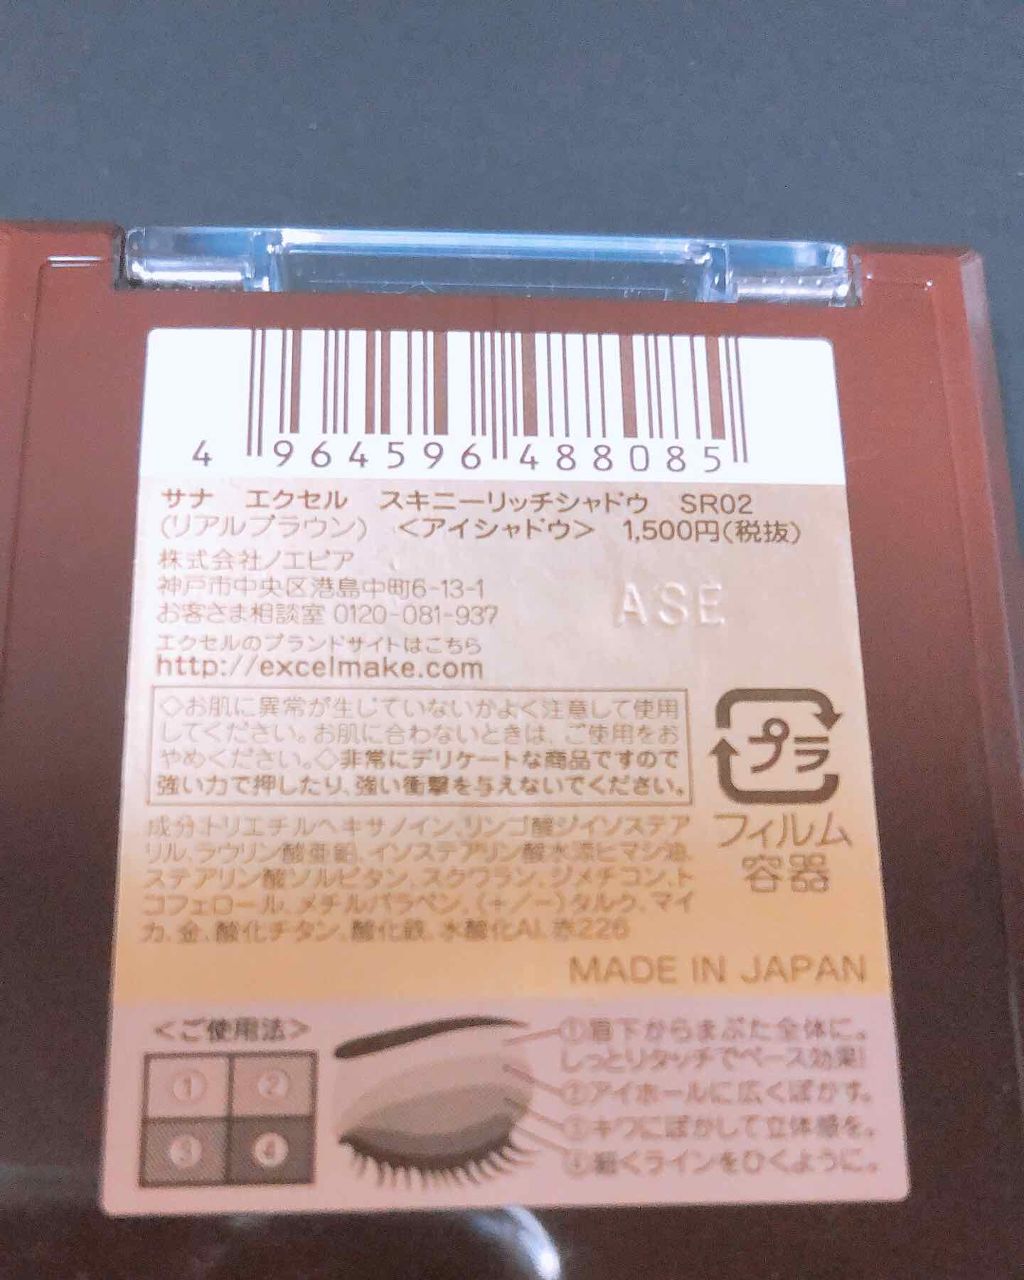 4 964596 488085
サナ エクセル スキニーリッチシャドウ SR02
(リアルブラウン) <アイシャドウ> 1,500円(税抜)
株式会社ノエビア
神戸市中央区港島中町6-13-1
お客さま相談室 0120-081-937
エクセルのブランドサイトはこちら
http://excelmake.com
ASE
◇お肌に異常が生じていないかよく注意して使用
してください。お肌に合わないときは、ご使用をお
やめください。◇非常にデリケートな商品ですので
強い力で押したり、強い衝撃を与えないでください。
プラ
フィルム
容器
成分:トリエチルヘキサノイン、リンゴ酸ジイソステア
リル、ラウリン酸亜鉛、イソステアリン酸水添ヒマシ油、
ステアリン酸ソルビタン、スクワラン、ジメチコン、ト
コフェロール、メチルパラベン、(+/-)タルク、マイ
カ、金、酸化チタン、酸化鉄、水酸化Al、赤226
MADE IN JAPAN
<ご使用法>
① ②
③ ④
①眉下からまぶた全体に。
しっとりタッチでベース効果!
②アイホールに広くぼかす。
③キワにぼかして立体感を。
④細くラインをひくように。